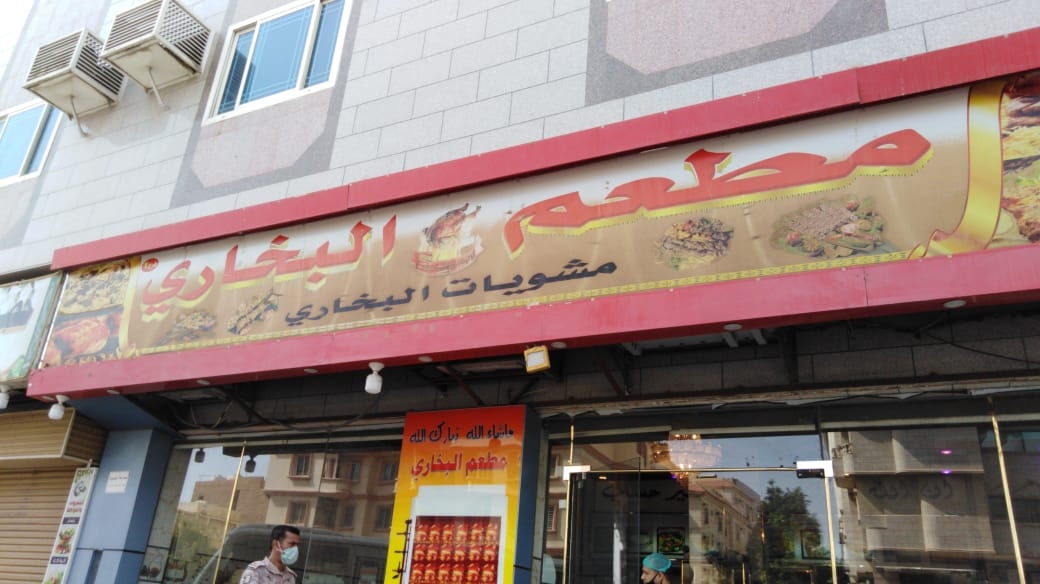 مطعم البخاري
مشويات البخاري
ماشاء الله تبارك الله
مطعم البخاري